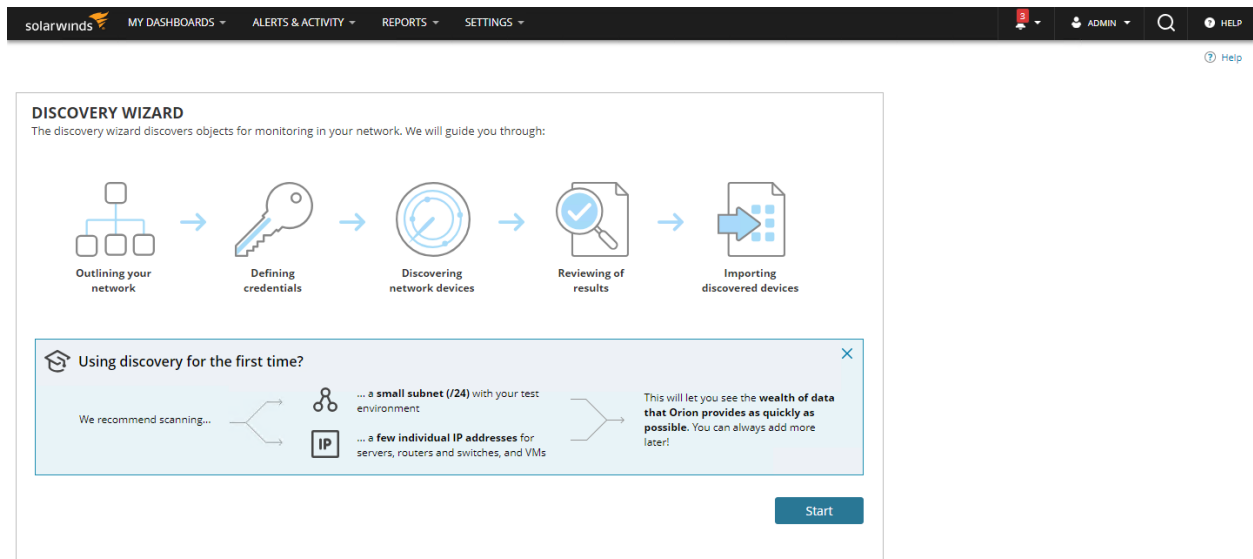 solarwinds MY DASHBOARDS ALERTS & ACTIVITY REPORTS SETTINGS 3 ADMIN ? HELP
? Help
DISCOVERY WIZARD
The discovery wizard discovers objects for monitoring in your network. We will guide you through:
Outlining your
network
Defining
credentials
Discovering
network devices
Reviewing of
results
Importing
discovered devices
Using discovery for the first time?
We recommend scanning...
... a small subnet (/24) with your test
environment
IP
... a few individual IP addresses for
servers, routers and switches, and VMs
This will let you see the wealth of data
that Orion provides as quickly as
possible. You can always add more
later!
Start